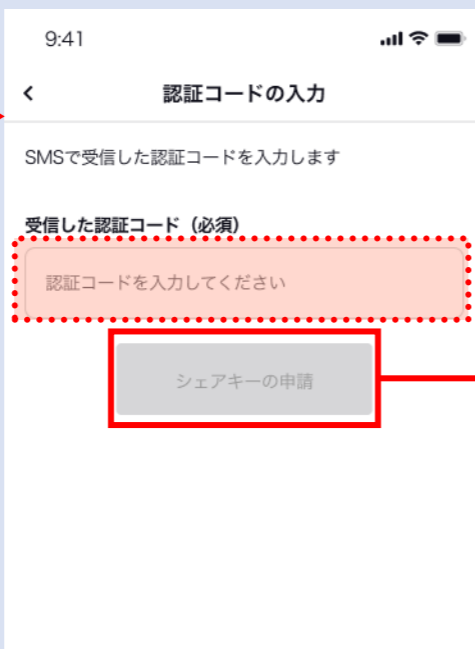 9:41
認証コードの入力
SMSで受信した認証コードを入力します
受信した認証コード（必須）
認証コードを入力してください
シェアキーの申請